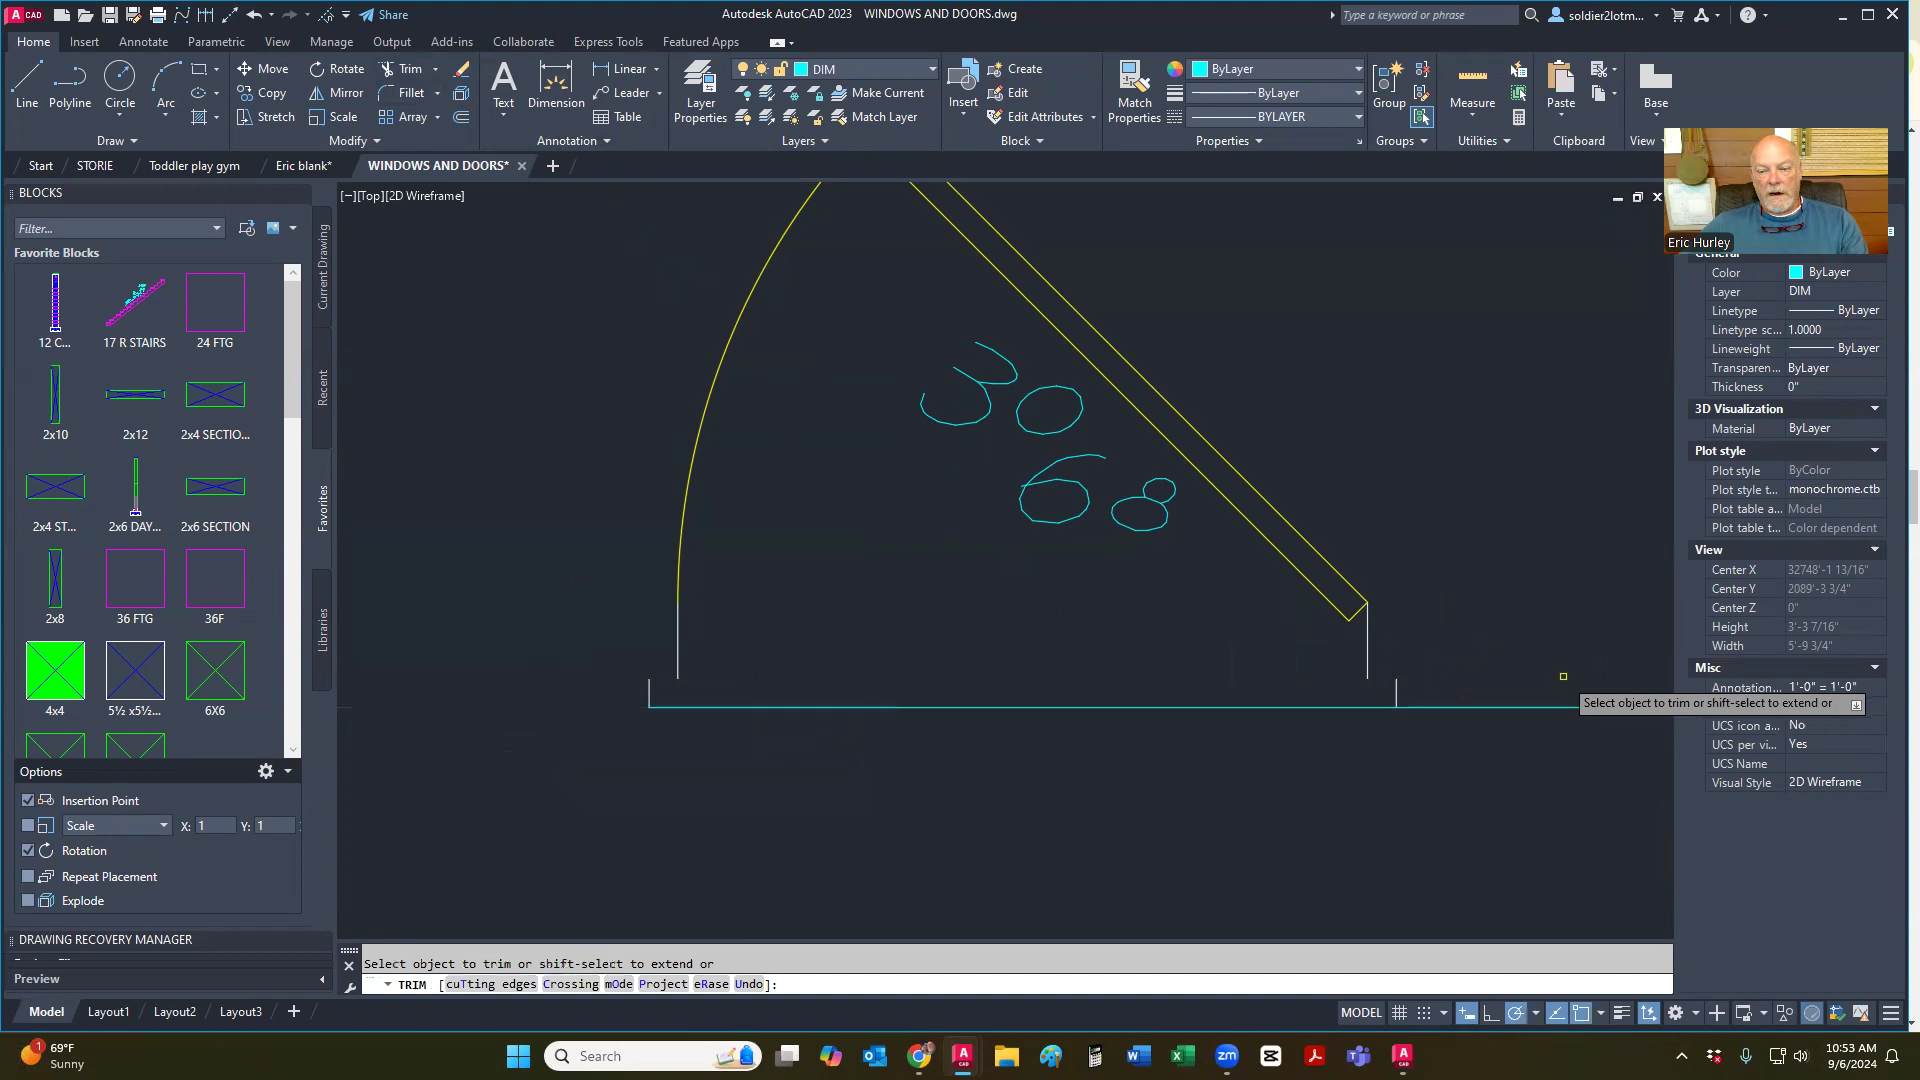 CAD
Share
Autodesk AutoCAD 2023 WINDOWS AND DOORS.dwg
Type a keyword or phrase
soldier2lotm...
Home Insert Annotate Parametric View Manage Output Add-ins Collaborate Express Tools Featured Apps
Line Polyline Circle Arc
Move Rotate Trim
Copy Mirror Fillet
Stretch Scale Array
Text Dimension
Linear
Leader
Table
Layer Properties
DIM
Make Current
Match Layer
Insert
Create
Edit
Edit Attributes
Match Properties
ByLayer
ByLayer
BYLAYER
Group
Measure
Paste
Base
Draw Modify Annotation Layers Block Properties Groups Utilities Clipboard View
Start STORIE Toddler play gym Eric blank* WINDOWS AND DOORS*
BLOCKS
Filter...
Favorite Blocks
12 C... 17 R STAIRS 24 FTG
2x10 2x12 2x4 SECTIO...
2x4 ST... 2x6 DAY... 2x6 SECTION
2x8 36 FTG 36F
4x4 5½ x5½... 6X6
Current Drawing
Recent
Favorites
Libraries
Options
Insertion Point
Scale X: 1 Y: 1
Rotation
Repeat Placement
Explode
DRAWING RECOVERY MANAGER
Preview
[−][Top][2D Wireframe]
30
68
Select object to trim or shift-select to extend or
Eric Hurley
General
Color ByLayer
Layer DIM
Linetype ByLayer
Linetype sc... 1.0000
Lineweight ByLayer
Transparen... ByLayer
Thickness 0"
3D Visualization
Material ByLayer
Plot style
Plot style ByColor
Plot style t... monochrome.ctb
Plot table a... Model
Plot table t... Color dependent
View
Center X 32748'-1 13/16"
Center Y 2089'-3 3/4"
Center Z 0"
Height 3'-3 7/16"
Width 5'-9 3/4"
Misc
Annotation... 1'-0" = 1'-0"
UCS icon a... No
UCS per vi... Yes
UCS Name
Visual Style 2D Wireframe
Select object to trim or shift-select to extend or
TRIM [cuTting edges Crossing mOde Project eRase Undo]:
Model Layout1 Layout2 Layout3
MODEL
1
69°F
Sunny
Search
10:53 AM
9/6/2024